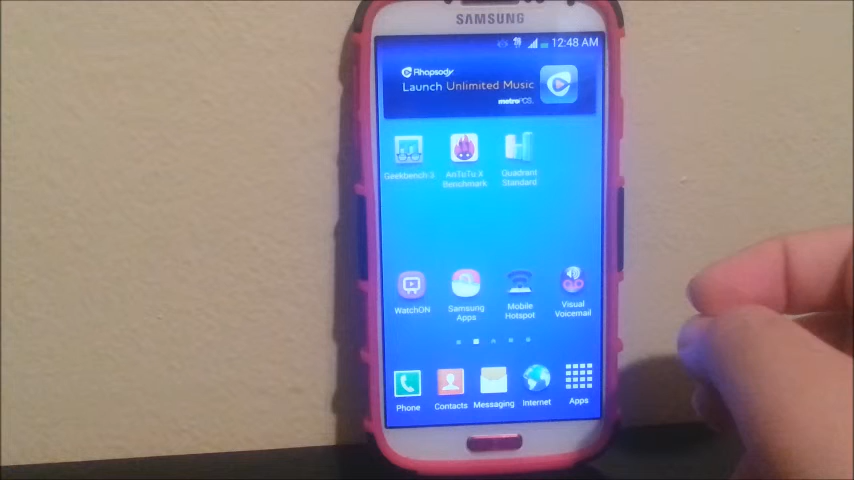 SAMSUNG
4G 12:48 AM
Rhapsody
Launch Unlimited Music
metroPCS.
Geekbench 3
AnTuTu X
Benchmark
Quadrant
Standard
WatchON
Samsung
Apps
Mobile
Hotspot
Visual
Voicemail
Phone
Contacts
Messaging
Internet
Apps